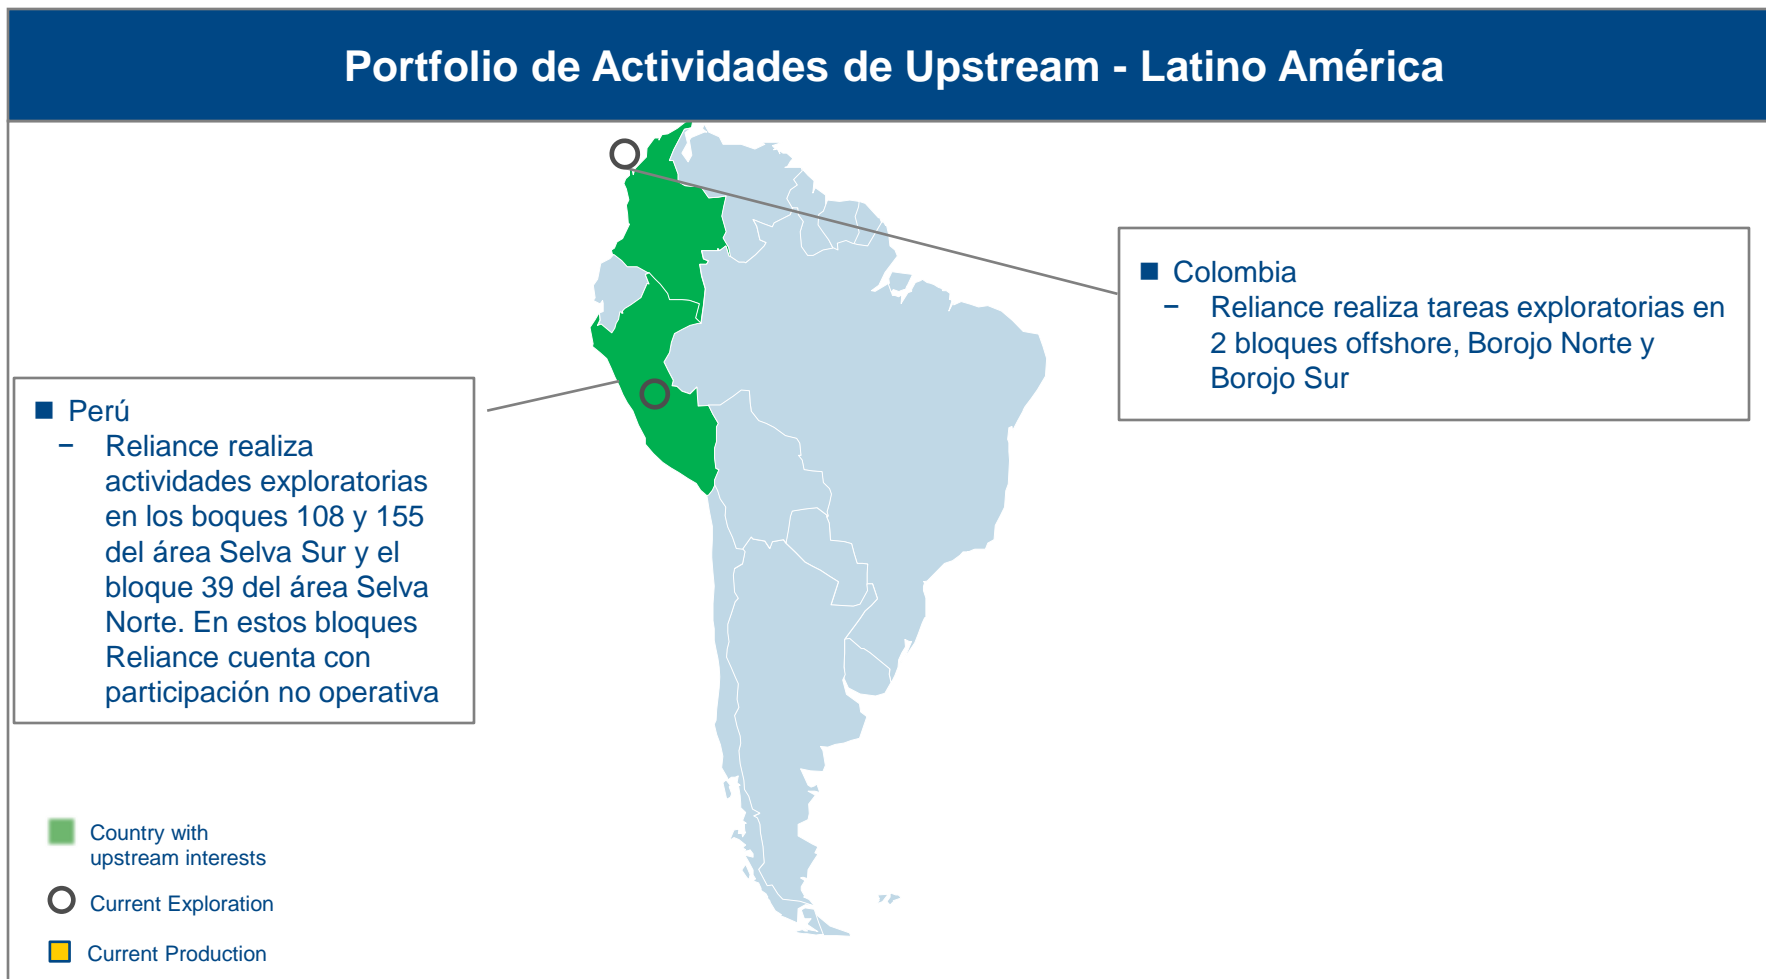 Portfolio de Actividades de Upstream - Latino América
■ Colombia
− Reliance realiza tareas exploratorias en
2 bloques offshore, Borojo Norte y
Borojo Sur
■ Perú
− Reliance realiza
actividades exploratorias
en los boques 108 y 155
del área Selva Sur y el
bloque 39 del área Selva
Norte. En estos bloques
Reliance cuenta con
participación no operativa
Country with
upstream interests
Current Exploration
Current Production